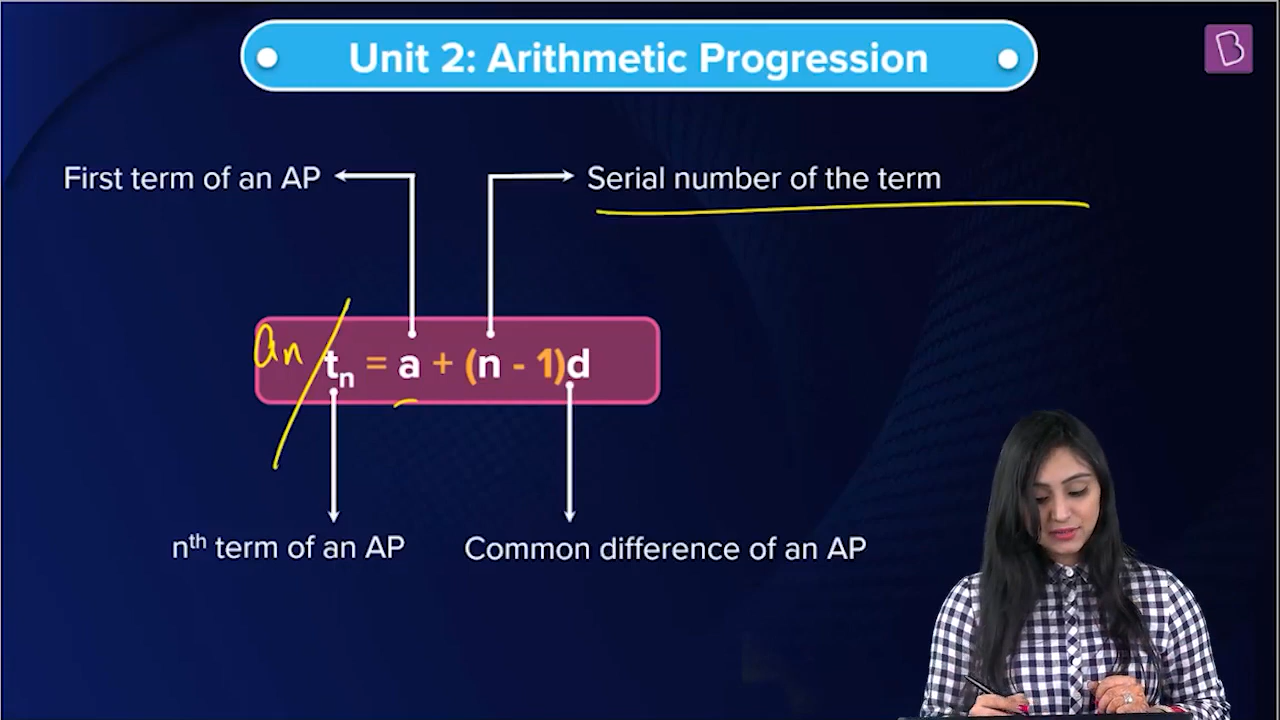 Unit 2: Arithmetic Progression
First term of an AP
Serial number of the term
an / tn = a + (n - 1)d
nth term of an AP
Common difference of an AP